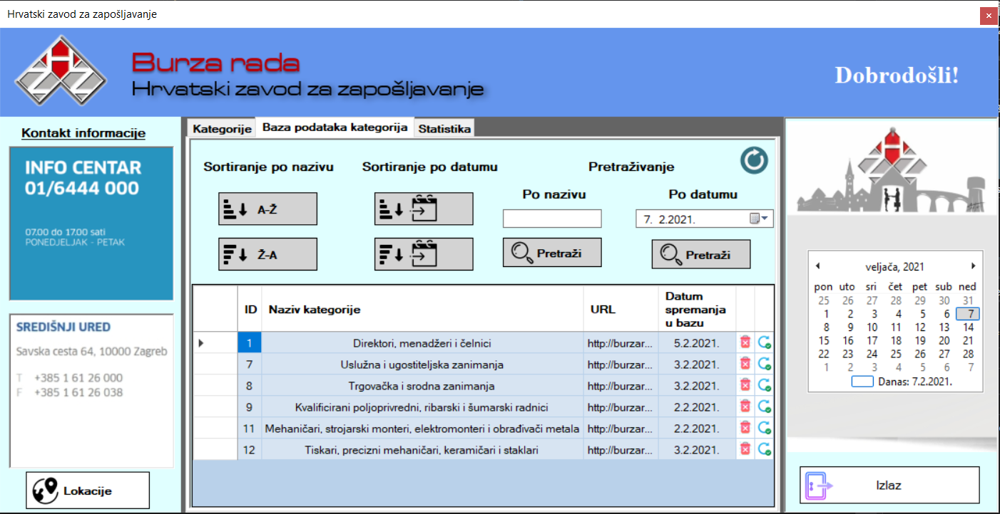 Hrvatski zavod za zapošljavanje
Burza rada
Hrvatski zavod za zapošljavanje
Dobrodošli!
Kontakt informacije
INFO CENTAR
01/6444 000
07.00 do 17.00 sati
PONEDJELJAK - PETAK
SREDIŠNJI URED
Savska cesta 64, 10000 Zagreb
T +385 1 61 26 000
F +385 1 61 26 038
Lokacije
Kategorije Baza podataka kategorija Statistika
Sortiranje po nazivu Sortiranje po datumu Pretraživanje
Po nazivu Po datumu
A-Ž
7. 2.2021.
Ž-A
Pretraži Pretraži
ID Naziv kategorije URL Datum spremanja u bazu
1 Direktori, menadžeri i čelnici http://burzar... 5.2.2021.
7 Uslužna i ugostiteljska zanimanja http://burzar... 3.2.2021.
8 Trgovačka i srodna zanimanja http://burzar... 3.2.2021.
9 Kvalificirani poljoprivredni, ribarski i šumarski radnici http://burzar... 2.2.2021.
11 Mehaničari, strojarski monteri, elektromonteri i obrađivači metala http://burzar... 2.2.2021.
12 Tiskari, precizni mehaničari, keramičari i staklari http://burzar... 3.2.2021.
veljača, 2021
pon uto sri čet pet sub ned
25 26 27 28 29 30 31
1 2 3 4 5 6 7
8 9 10 11 12 13 14
15 16 17 18 19 20 21
22 23 24 25 26 27 28
1 2 3 4 5 6 7
Danas: 7.2.2021.
Izlaz